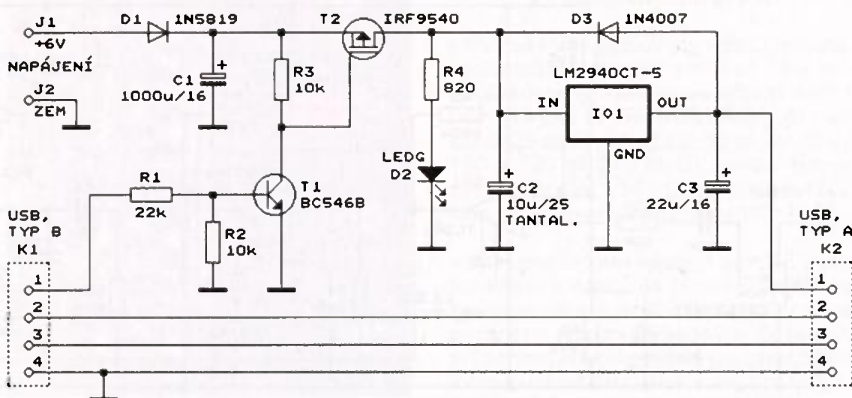 J1
+6V
NAPÁJENÍ
J2
ZEM
D1
1N5819
C1
1000u/16
+
R3
10k
T2
IRF9540
R4
820
LEDG
D2
D3
1N4007
LM2940CT-5
IN
IO1
OUT
GND
+
C2
10u/25
TANTAL.
+
C3
22u/16
R1
22k
R2
10k
T1
BC546B
USB,
TYP B
K1
1
2
3
4
USB,
TYP A
K2
1
2
3
4